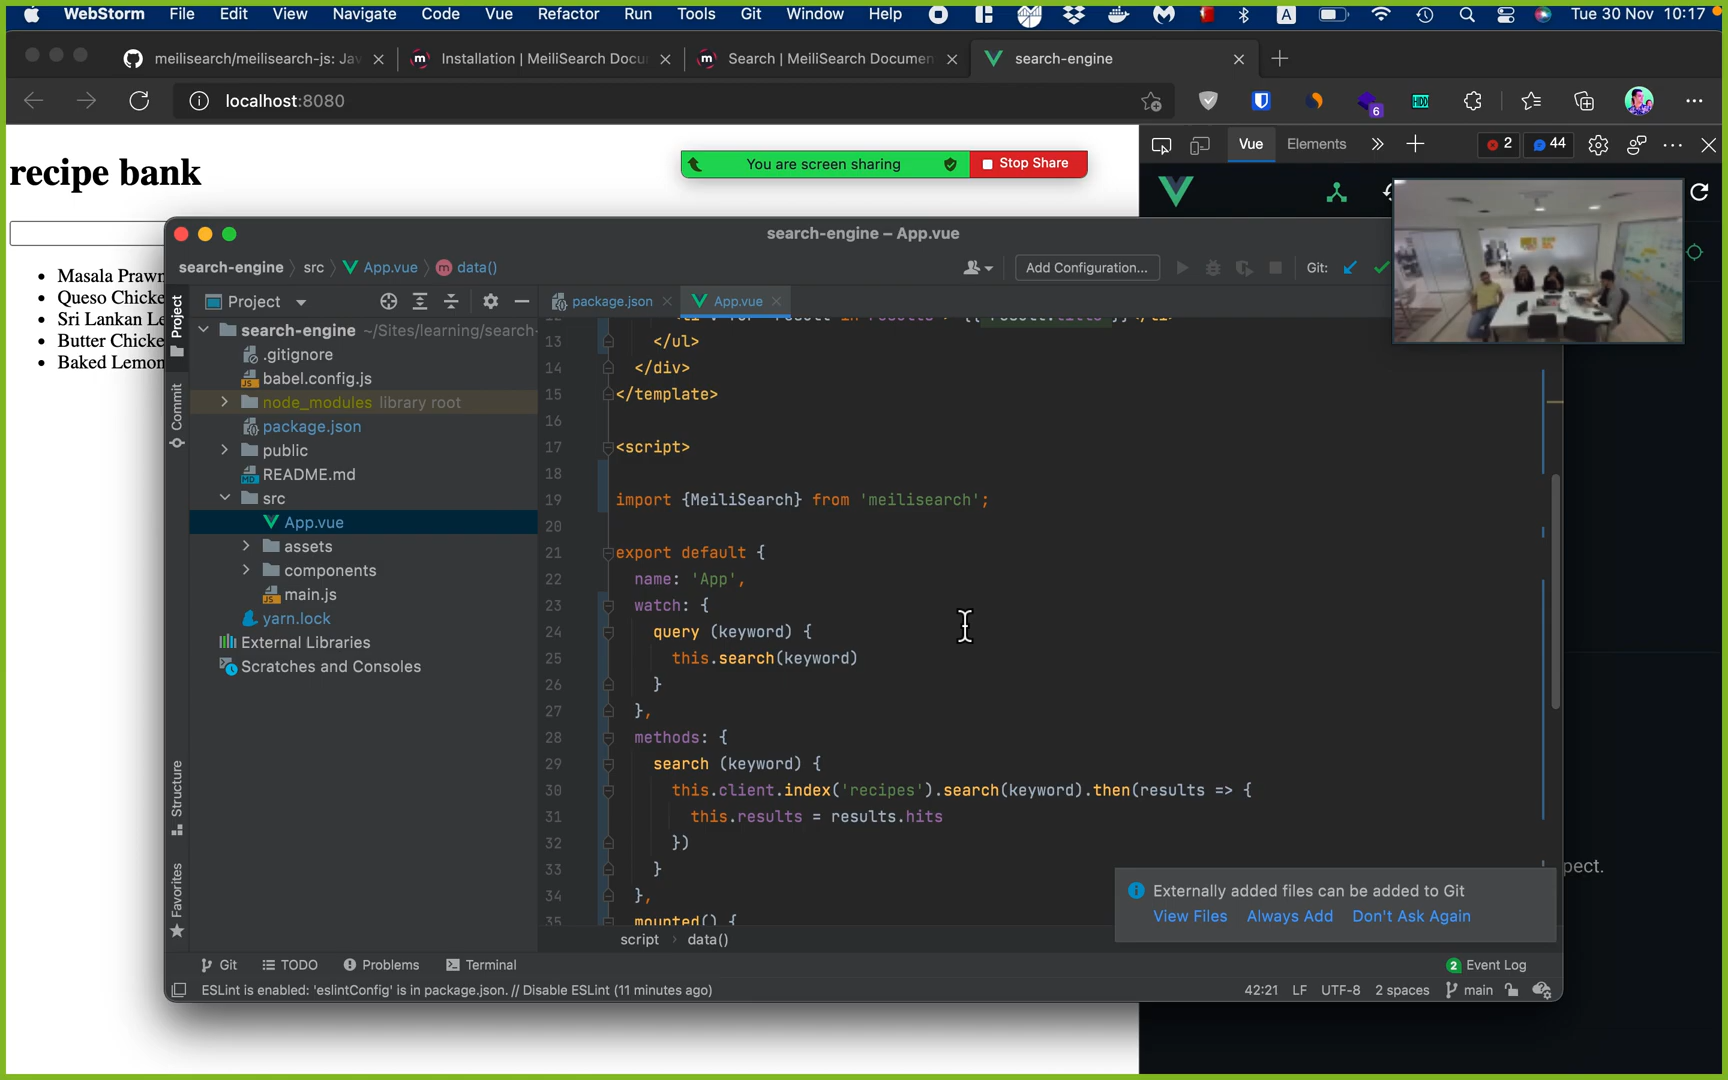 WebStorm File Edit View Navigate Code Vue Refactor Run Tools Git Window Help A Tue 30 Nov 10:17
meilisearch/meilisearch-js: Jav
Installation | MeiliSearch Docu
Search | MeiliSearch Documen
search-engine
localhost:8080
6
HDD
recipe bank
You are screen sharing
Stop Share
Vue Elements
2
44
Masala Prawn
Queso Chicke
Sri Lankan Le
Butter Chicke
Baked Lemon
search-engine – App.vue
search-engine src App.vue data()
Add Configuration...
Git:
Project
package.json
App.vue
Project
Commit
Structure
Favorites
search-engine ~/Sites/learning/search-
.gitignore
babel.config.js
node_modules library root
package.json
public
README.md
src
App.vue
assets
components
main.js
yarn.lock
External Libraries
Scratches and Consoles
13 </ul>
14 </div>
15 </template>
16
17 <script>
18
19 import {MeiliSearch} from 'meilisearch';
20
21 export default {
22 name: 'App',
23 watch: {
24 query (keyword) {
25 this.search(keyword)
26 }
27 },
28 methods: {
29 search (keyword) {
30 this.client.index('recipes').search(keyword).then(results => {
31 this.results = results.hits
32 })
33 }
34 },
35 mounted() {
script data()
pect.
Externally added files can be added to Git
View Files Always Add Don't Ask Again
Git TODO Problems Terminal
2 Event Log
ESLint is enabled: 'eslintConfig' is in package.json. // Disable ESLint (11 minutes ago)
42:21 LF UTF-8 2 spaces main